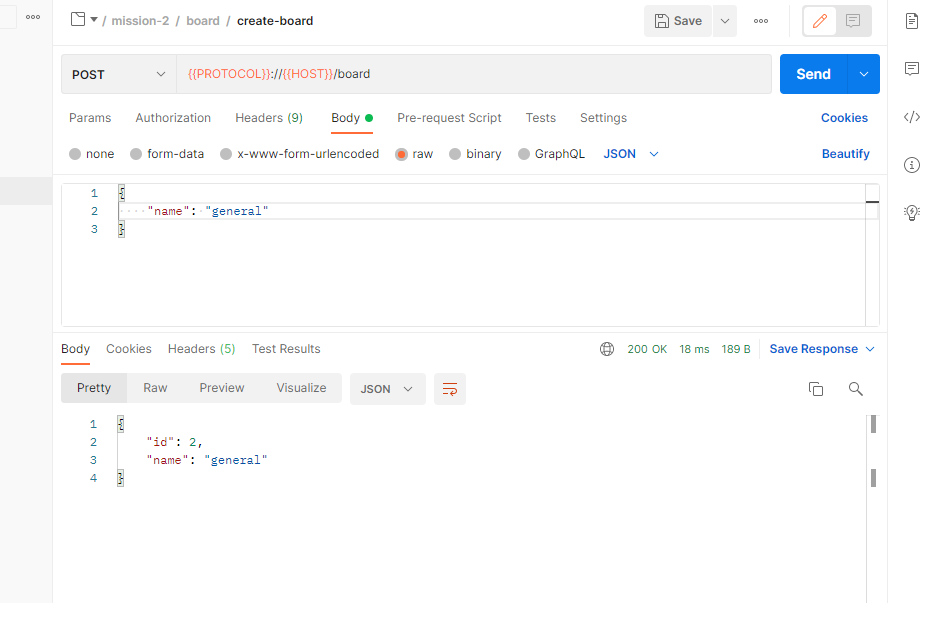 / mission-2 / board / create-board
Save
POST
{{PROTOCOL}}://{{HOST}}/board
Send
Params Authorization Headers (9) Body Pre-request Script Tests Settings Cookies
none form-data x-www-form-urlencoded raw binary GraphQL JSON Beautify
1 {
2 "name": "general"
3 }
Body Cookies Headers (5) Test Results 200 OK 18 ms 189 B Save Response
Pretty Raw Preview Visualize JSON
1 {
2 "id": 2,
3 "name": "general"
4 }